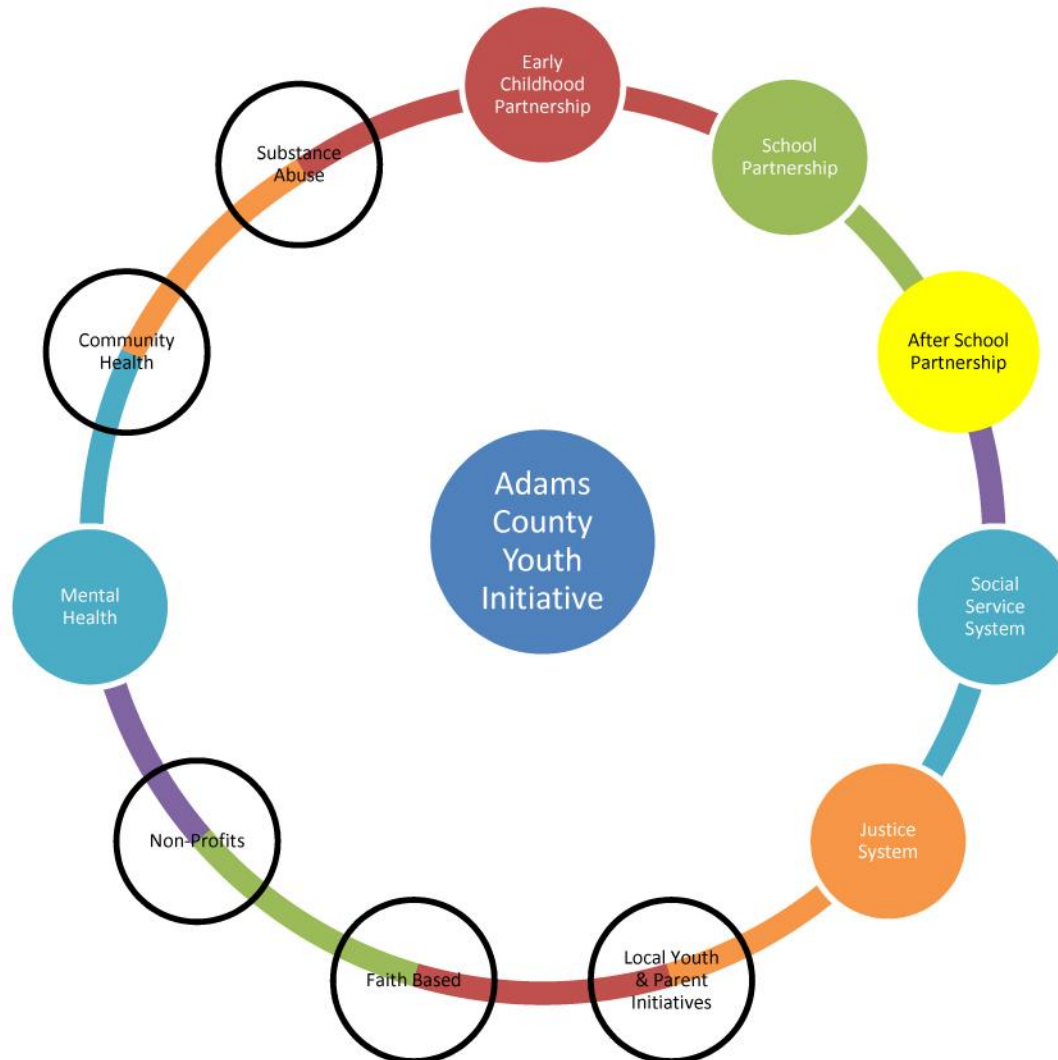 Early
Childhood
Partnership
School
Partnership
After School
Partnership
Social
Service
System
Justice
System
Local Youth
& Parent
Initiatives
Faith Based
Non-Profits
Mental
Health
Community
Health
Substance
Abuse
Adams
County
Youth
Initiative